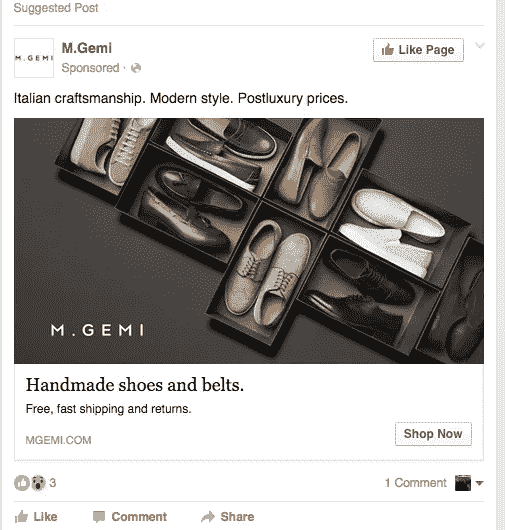 Suggested Post
M.GEMI
M.Gemi
Sponsored ·
Like Page
Italian craftsmanship. Modern style. Postluxury prices.
M.GEMI
Handmade shoes and belts.
Free, fast shipping and returns.
MGEMI.COM
Shop Now
3
1 Comment
Like
Comment
Share